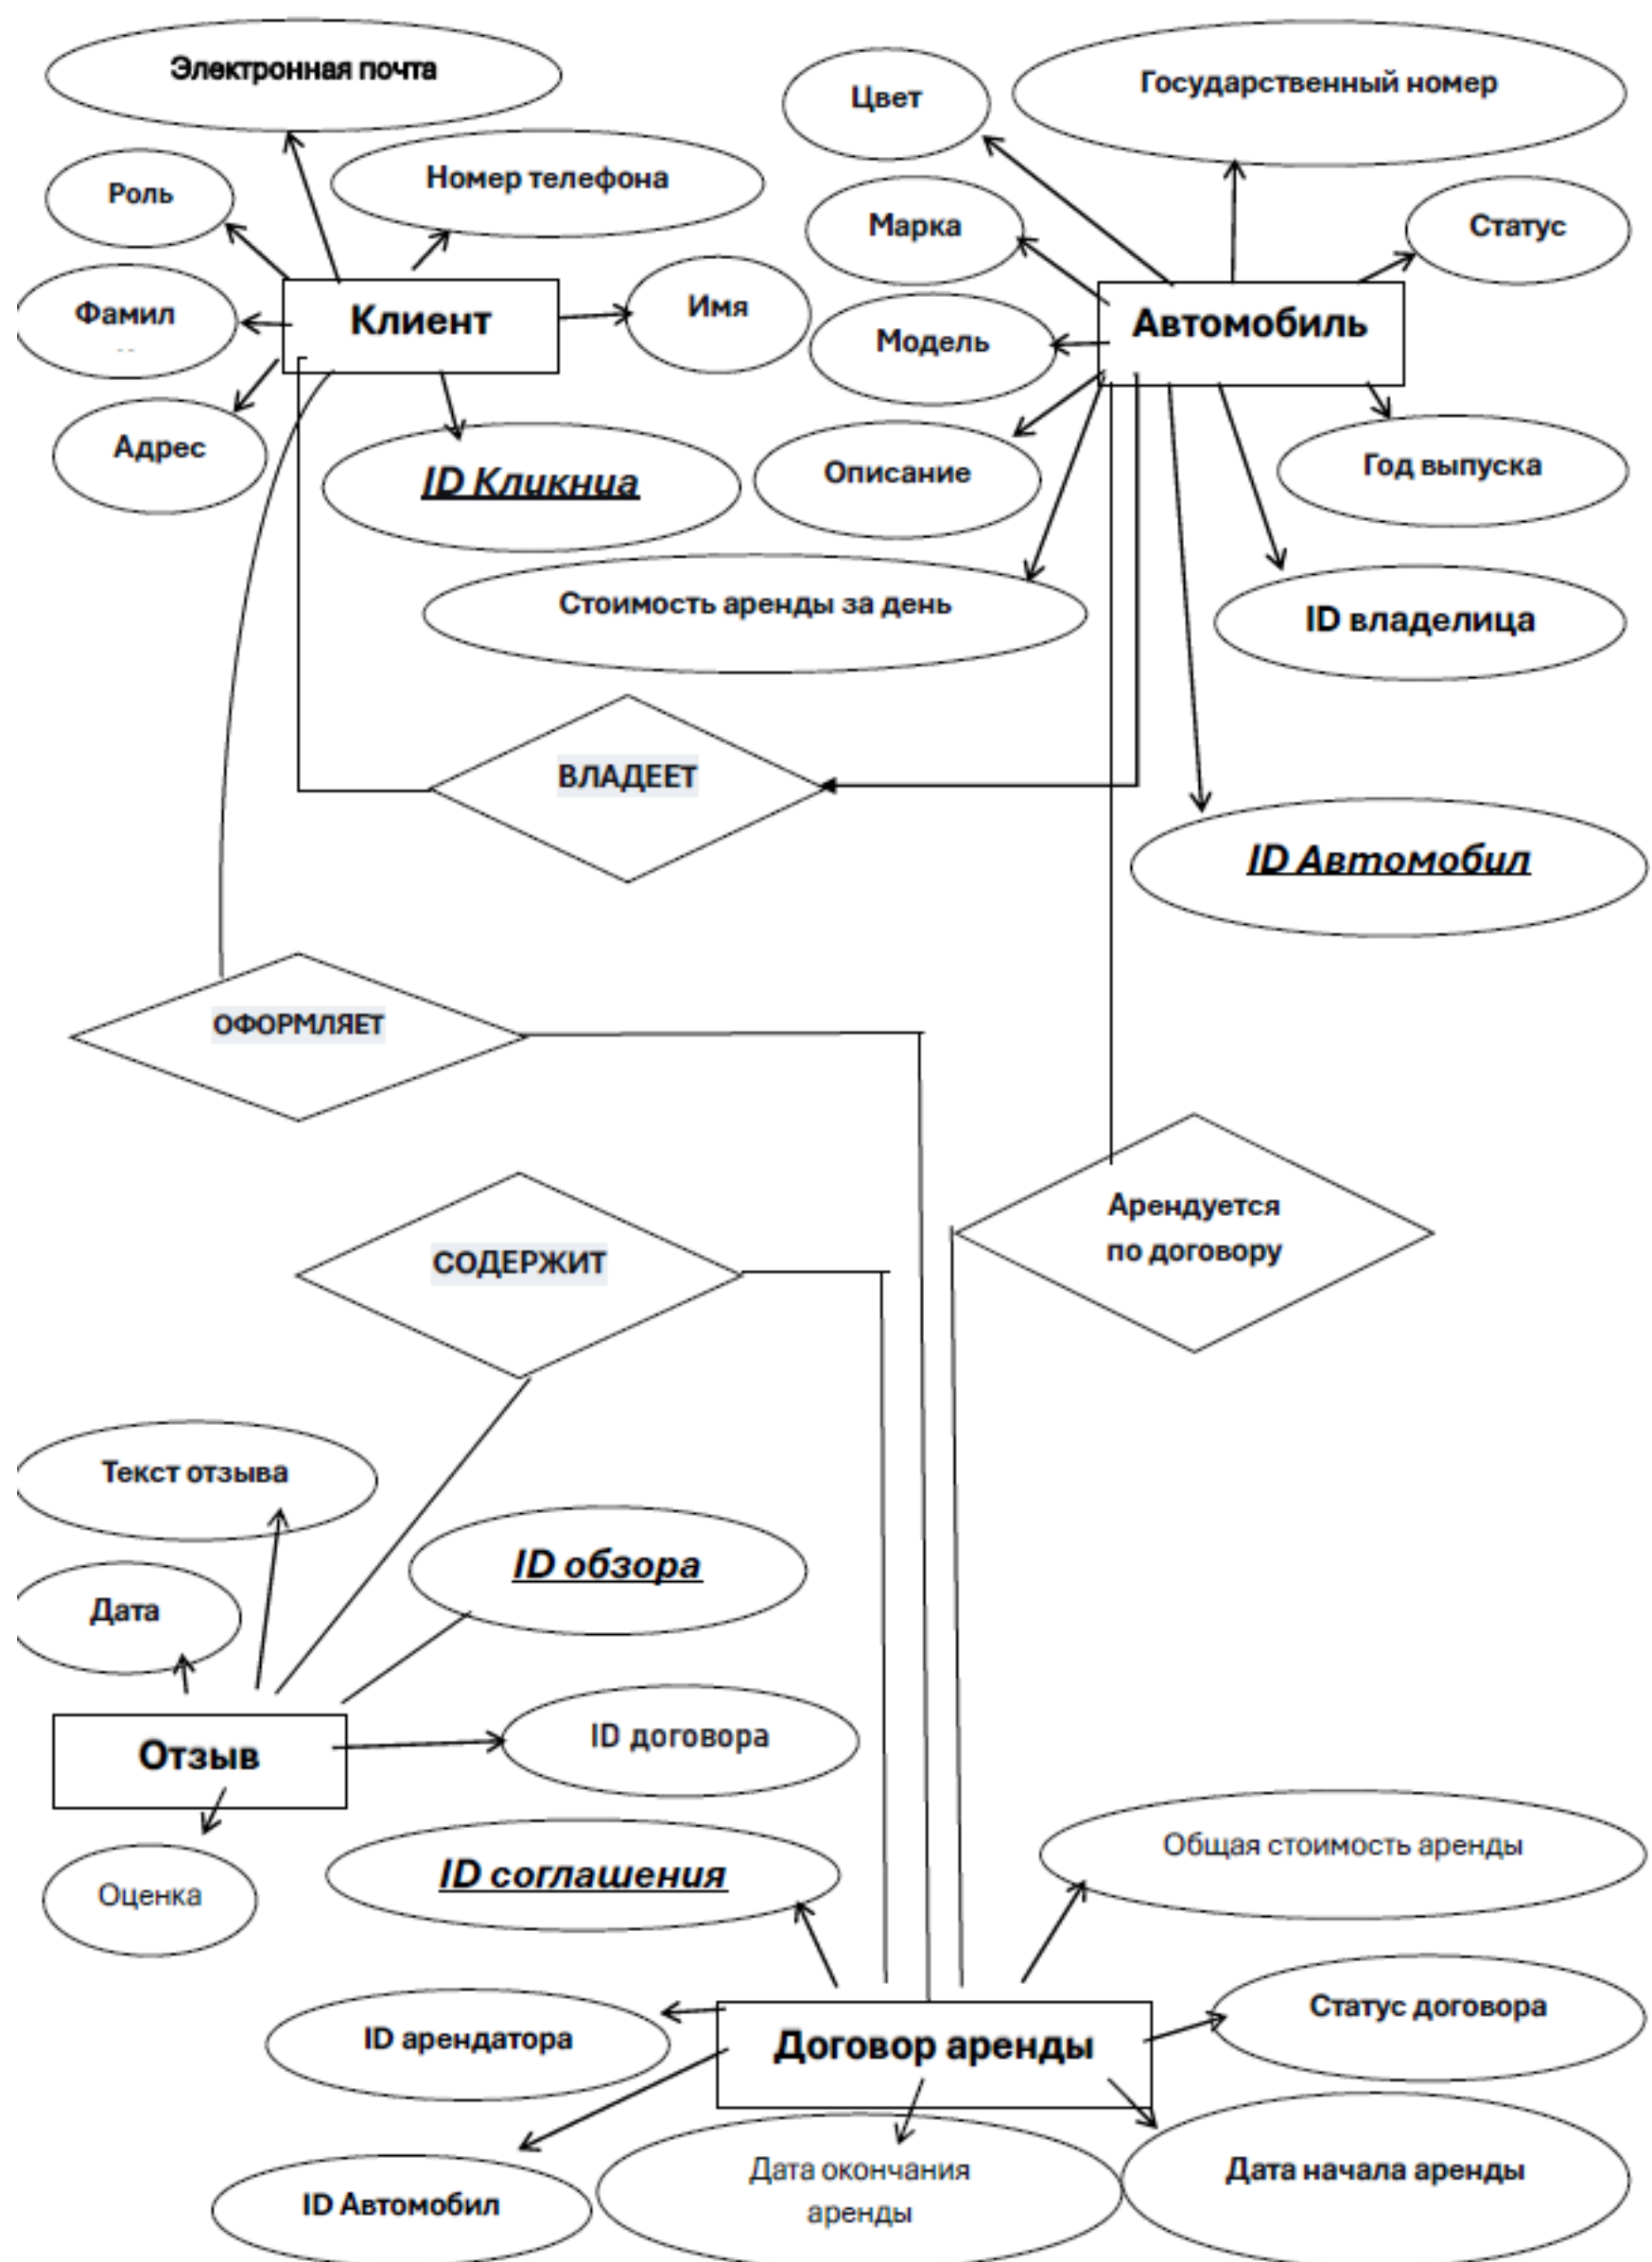 Электронная почта
Цвет
Государственный номер
Роль
Номер телефона
Марка
Статус
Фамил
Клиент
Имя
Модель
Автомобиль
Адрес
ID Кликниа
Описание
Год выпуска
Стоимость аренды за день
ID владелица
ВЛАДЕЕТ
ID Автомобил
ОФОРМЛЯЕТ
СОДЕРЖИТ
Арендуется
по договору
Текст отзыва
ID обзора
Дата
Отзыв
ID договора
Оценка
ID соглашения
Общая стоимость аренды
ID арендатора
Договор аренды
Статус договора
ID Автомобил
Дата окончания
аренды
Дата начала аренды